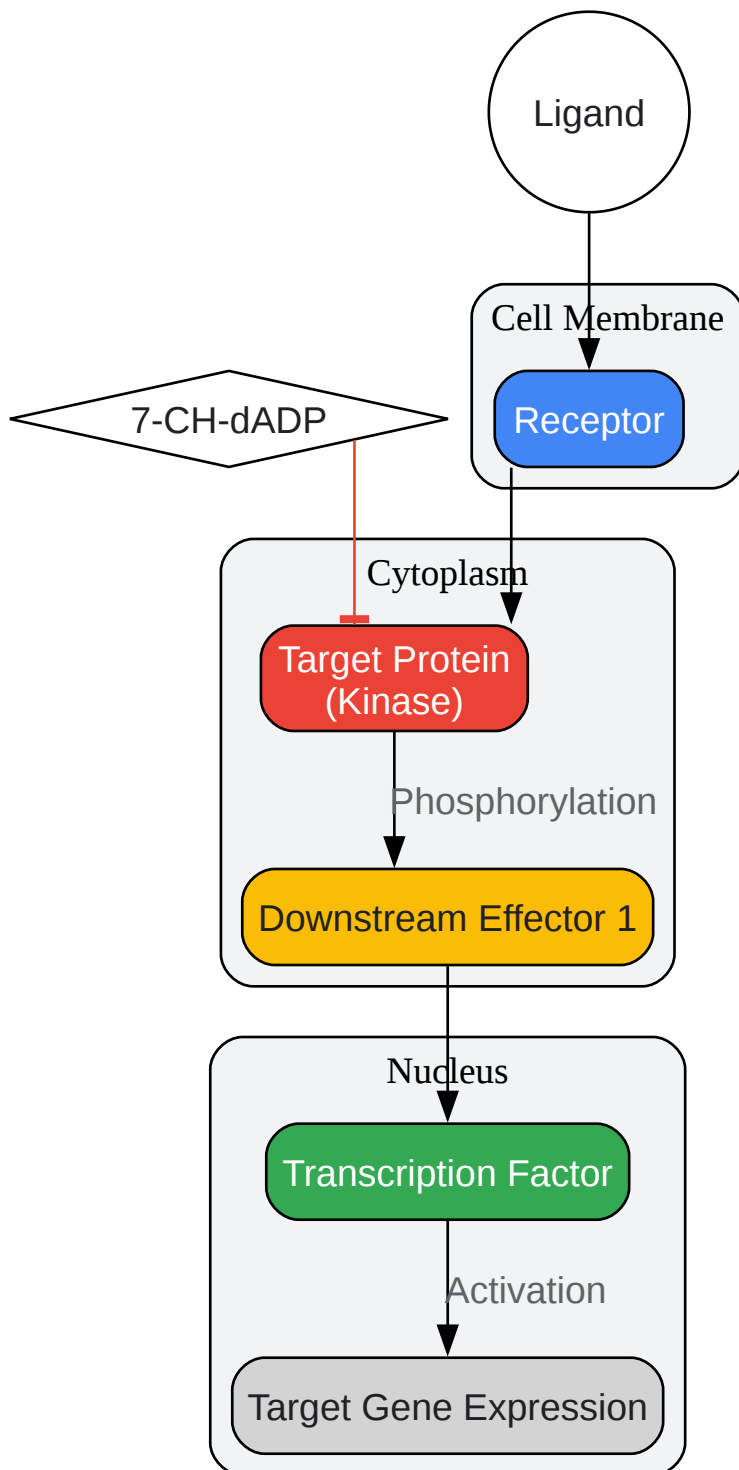 Ligand
Cell Membrane
7-CH-dADP
Receptor
Cytoplasm
Target Protein
(Kinase)
Phosphorylation
Downstream Effector 1
Nucleus
Transcription Factor
Activation
Target Gene Expression